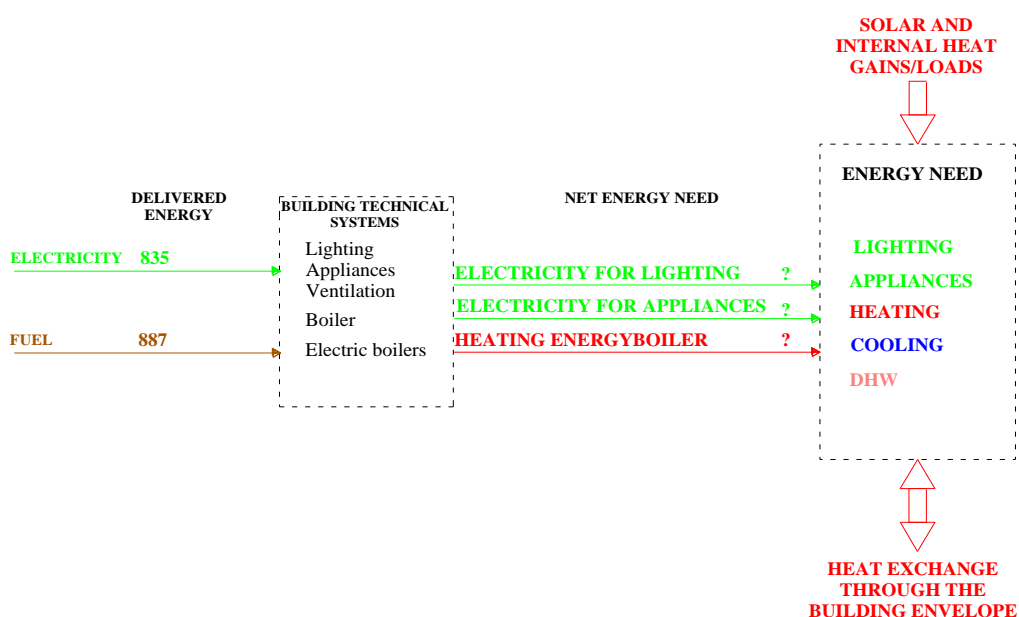 SOLAR AND
INTERNAL HEAT
GAINS/LOADS
ENERGY NEED
DELIVERED
ENERGY
BUILDING TECHNICAL
SYSTEMS
NET ENERGY NEED
Lighting
Appliances
Ventilation
Boiler
Electric boilers
ELECTRICITY 835
FUEL 887
ELECTRICITY FOR LIGHTING ?
ELECTRICITY FOR APPLIANCES ?
HEATING ENERGYBOILER ?
LIGHTING
APPLIANCES
HEATING
COOLING
DHW
HEAT EXCHANGE
THROUGH THE
BUILDING ENVELOPE